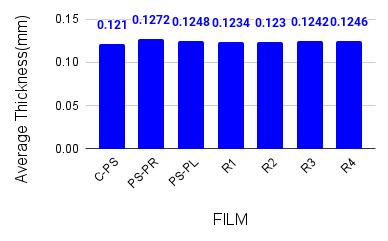 Average Thickness(mm)
0.15
0.10
0.05
0.00
0.121 0.1272 0.1248 0.1234 0.123 0.1242 0.1246
C-PS PS-PR PS-PL R1 R2 R3 R4
FILM